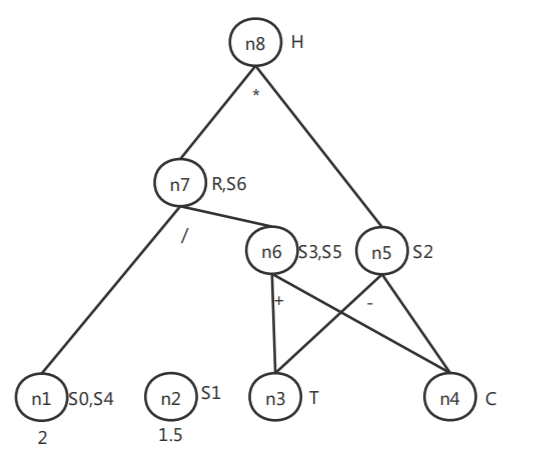 n8 H
*
n7 R,S6
/
n6 S3,S5 n5 S2
+ -
n1 S0,S4 n2 S1 n3 T n4 C
2 1.5